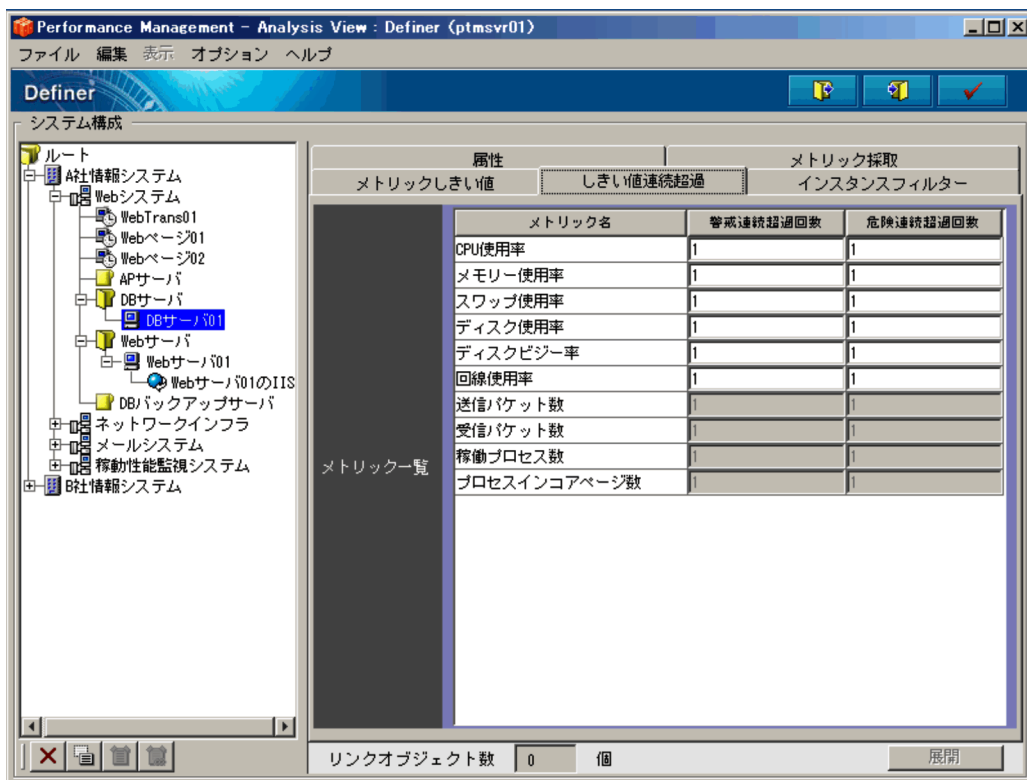 Performance Management - Analysis View : Definer (ptmsvr01)
ファイル 編集 表示 オプション ヘルプ
Definer
システム構成
ルート
A社情報システム
Webシステム
WebTrans01
Webページ01
Webページ02
APサーバ
DBサーバ
DBサーバ01
Webサーバ
Webサーバ01
Webサーバ01のIIS
DBバックアップサーバ
ネットワークインフラ
メールシステム
稼動性能監視システム
B社情報システム
属性 メトリック採取
メトリックしきい値 しきい値連続超過 インスタンスフィルター
メトリック一覧
メトリック名 警戒連続超過回数 危険連続超過回数
CPU使用率 1 1
メモリー使用率 1 1
スワップ使用率 1 1
ディスク使用率 1 1
ディスクビジー率 1 1
回線使用率 1 1
送信パケット数 1 1
受信パケット数 1 1
稼働プロセス数 1 1
プロセスインコアページ数 1 1
リンクオブジェクト数 0 個 展開